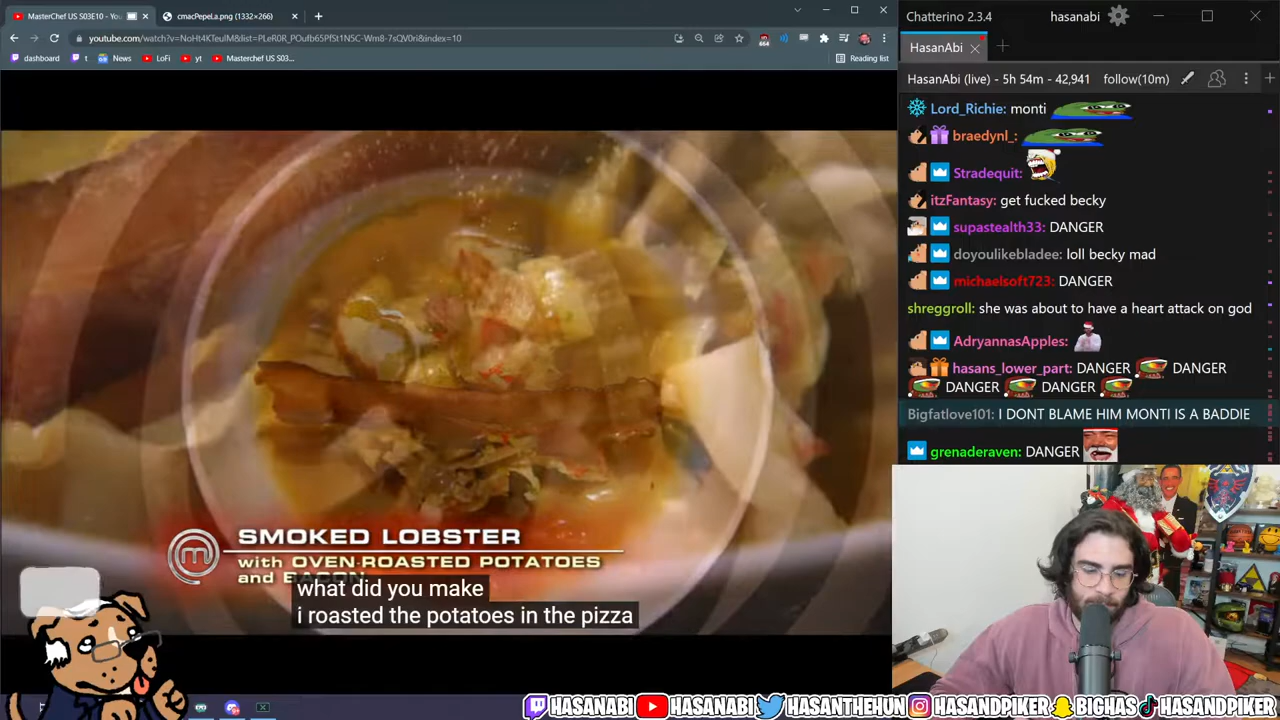 MasterChef US S03E10 - Yo
cmacPepeLa.png (1332×266)
youtube.com/watch?v=NoHt4KTeuIM&list=PLeR0R_POufb65PfSt1N5C-Wm8-7sQV0ri&index=10
dashboard
t
News
LoFi
yt
Masterchef US S03...
Reading list
Chatterino 2.3.4
hasanabi
HasanAbi
HasanAbi (live) - 5h 54m - 42,941
follow(10m)
Lord_Richie: monti
braedynl_:
Stradequit:
itzFantasy: get fucked becky
supastealth33: DANGER
doyoulikebladee: loll becky mad
michaelsoft723: DANGER
shreggroll: she was about to have a heart attack on god
AdryannasApples:
hasans_lower_part: DANGER DANGER
DANGER DANGER
Bigfatlove101: I DONT BLAME HIM MONTI IS A BADDIE
grenaderaven: DANGER
SMOKED LOBSTER
with OVEN-ROASTED POTATOES
and BACON
what did you make
i roasted the potatoes in the pizza
HASANABI HASANABI HASANTHEHUN HASANDPIKER BIGHAS HASANDPIKER